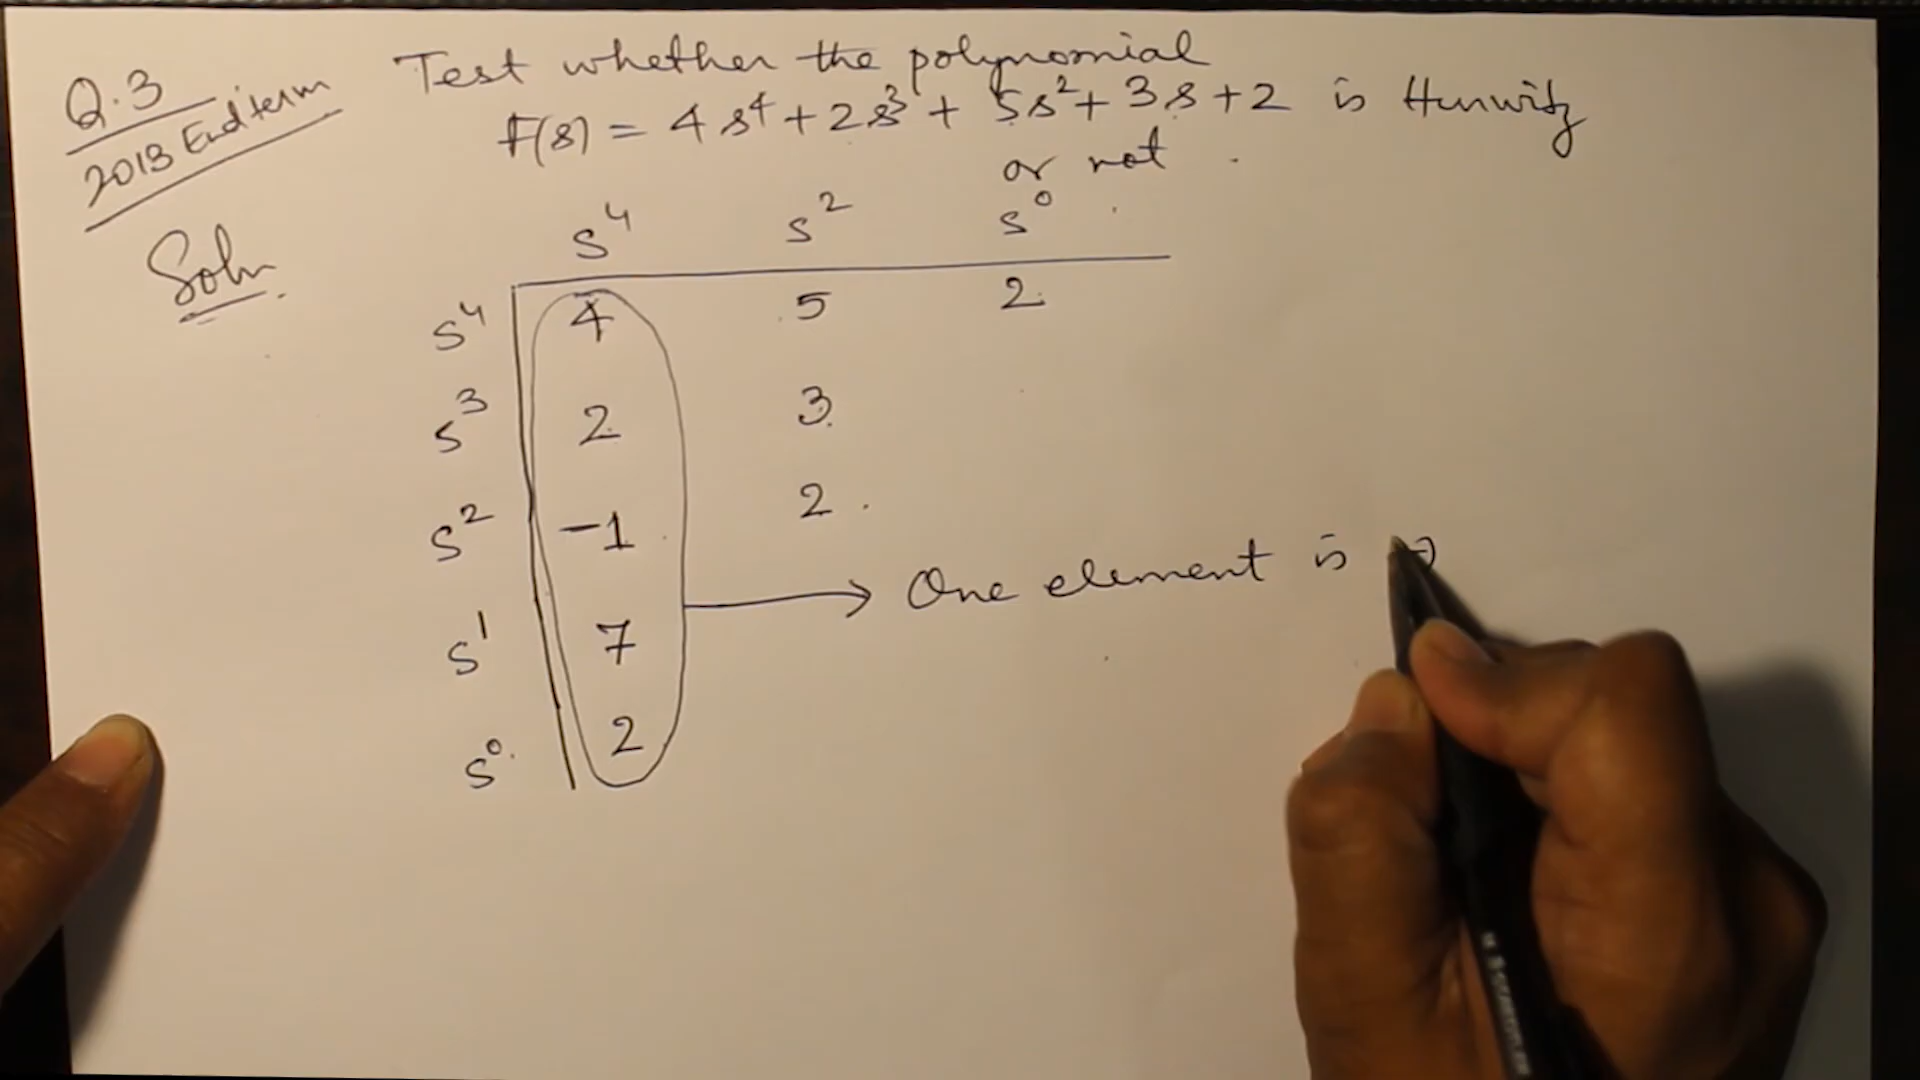 Q.3
2013 End term
Test whether the polynomial
F(s) = 4s⁴ + 2s³ + 5s² + 3s + 2 is Hurwitz
or not.
Soln.
s⁴ s² s⁰
s⁴ 4 5 2
s³ 2 3
s² -1 2
s¹ 7
s⁰ 2
→ One element is